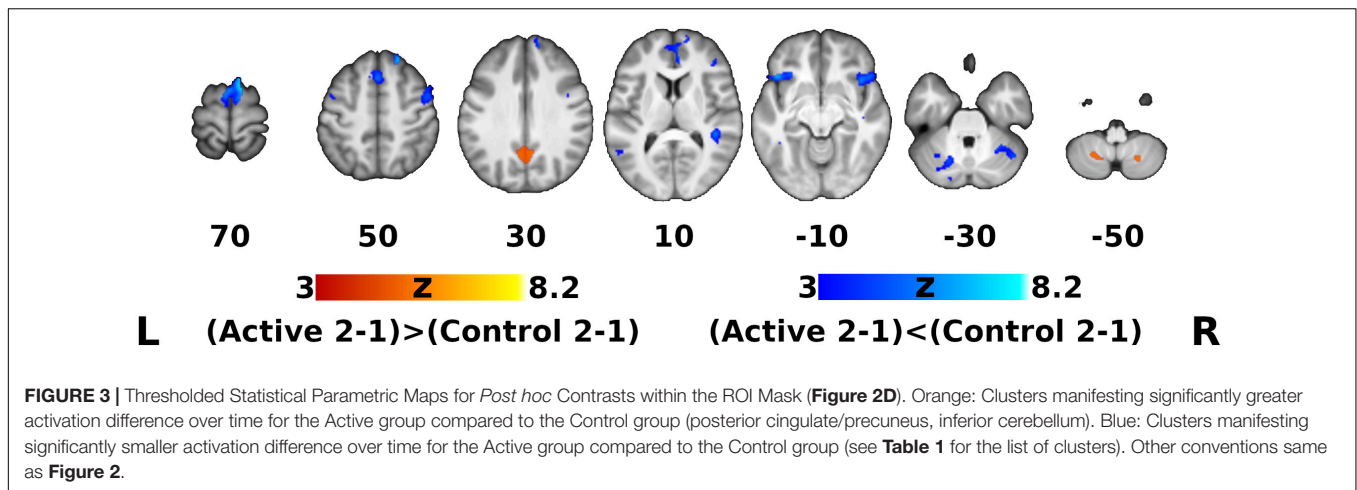 70 50 30 10 -10 -30 -50
3 z 8.2 3 z 8.2
L (Active 2-1)>(Control 2-1) (Active 2-1)<(Control 2-1) R
FIGURE 3 | Thresholded Statistical Parametric Maps for Post hoc Contrasts within the ROI Mask (Figure 2D). Orange: Clusters manifesting significantly greater
activation difference over time for the Active group compared to the Control group (posterior cingulate/precuneus, inferior cerebellum). Blue: Clusters manifesting
significantly smaller activation difference over time for the Active group compared to the Control group (see Table 1 for the list of clusters). Other conventions same
as Figure 2.